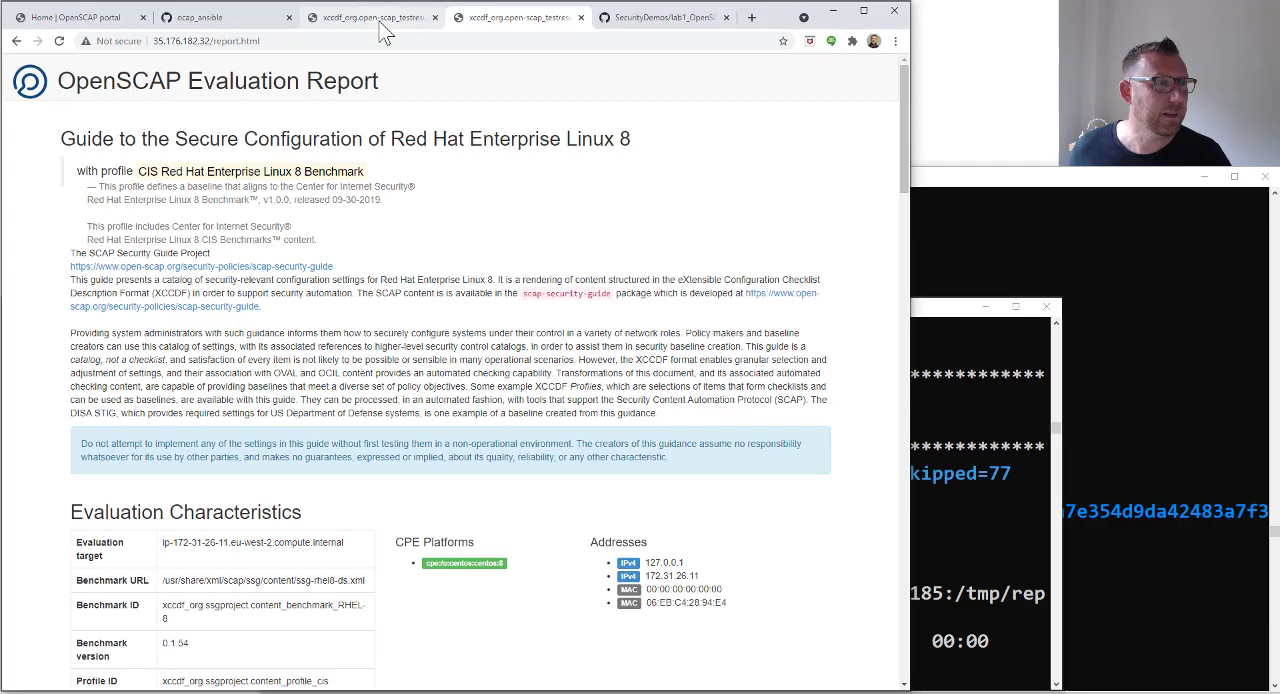 Home | OpenSCAP portal
ocap_ansible
xccdf_org.open-scap_testres
xccdf_org.open-scap_testres
SecurityDemos/lab1_OpenS
Not secure | 35.176.182.32/report.html
OpenSCAP Evaluation Report
Guide to the Secure Configuration of Red Hat Enterprise Linux 8
with profile CIS Red Hat Enterprise Linux 8 Benchmark
— This profile defines a baseline that aligns to the Center for Internet Security®
Red Hat Enterprise Linux 8 Benchmark™, v1.0.0, released 09-30-2019.
This profile includes Center for Internet Security®
Red Hat Enterprise Linux 8 CIS Benchmarks™ content.
The SCAP Security Guide Project
https://www.open-scap.org/security-policies/scap-security-guide
This guide presents a catalog of security-relevant configuration settings for Red Hat Enterprise Linux 8. It is a rendering of content structured in the eXtensible Configuration Checklist
Description Format (XCCDF) in order to support security automation. The SCAP content is is available in the scap-security-guide package which is developed at https://www.open-
scap.org/security-policies/scap-security-guide.
Providing system administrators with such guidance informs them how to securely configure systems under their control in a variety of network roles. Policy makers and baseline
creators can use this catalog of settings, with its associated references to higher-level security control catalogs, in order to assist them in security baseline creation. This guide is a
catalog, not a checklist, and satisfaction of every item is not likely to be possible or sensible in many operational scenarios. However, the XCCDF format enables granular selection and
adjustment of settings, and their association with OVAL and OCIL content provides an automated checking capability. Transformations of this document, and its associated automated
checking content, are capable of providing baselines that meet a diverse set of policy objectives. Some example XCCDF Profiles, which are selections of items that form checklists and
can be used as baselines, are available with this guide. They can be processed, in an automated fashion, with tools that support the Security Content Automation Protocol (SCAP). The
DISA STIG, which provides required settings for US Department of Defense systems, is one example of a baseline created from this guidance.
Do not attempt to implement any of the settings in this guide without first testing them in a non-operational environment. The creators of this guidance assume no responsibility
whatsoever for its use by other parties, and makes no guarantees, expressed or implied, about its quality, reliability, or any other characteristic.
Evaluation Characteristics
Evaluation target
ip-172-31-26-11.eu-west-2.compute.internal
Benchmark URL
/usr/share/xml/scap/ssg/content/ssg-rhel8-ds.xml
Benchmark ID
xccdf_org.ssgproject.content_benchmark_RHEL-
8
Benchmark version
0.1.54
Profile ID
xccdf_org.ssgproject.content_profile_cis
CPE Platforms
cpe:/o:centos:centos:8
Addresses
IPv4 127.0.0.1
IPv4 172.31.26.11
MAC 00:00:00:00:00:00
MAC 06:EB:C4:28:94:E4
************
************
kipped=77
7e354d9da42483a7f3
185:/tmp/rep
00:00